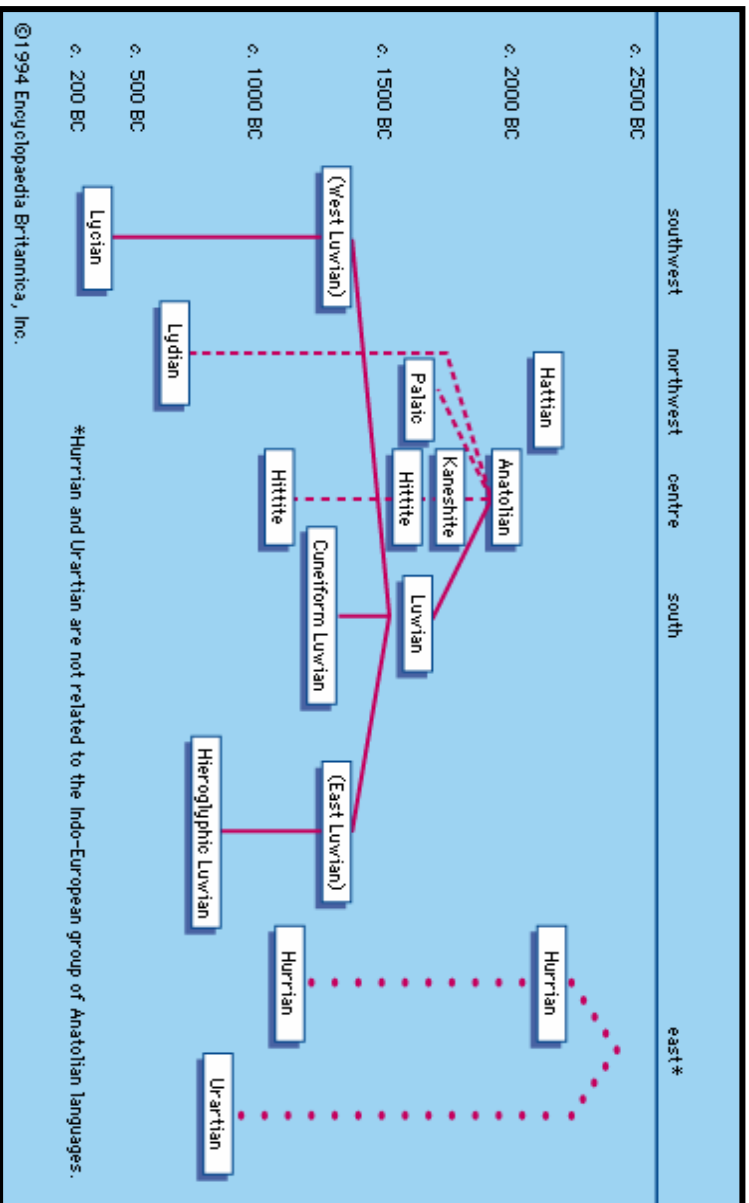 southwest northwest centre south east*
c. 2500 BC
c. 2000 BC
c. 1500 BC
c. 1000 BC
c. 500 BC
c. 200 BC
Hattian
Hurrian
Anatolian
Kaneshite
Palaic
Hittite
Luwian
(West Luwian)
Cuneiform Luwian
(East Luwian)
Hittite
Hurrian
Lydian
Hieroglyphic Luwian
Urartian
Lycian
*Hurrian and Urartian are not related to the Indo-European group of Anatolian languages.
©1994 Encyclopaedia Britannica, Inc.